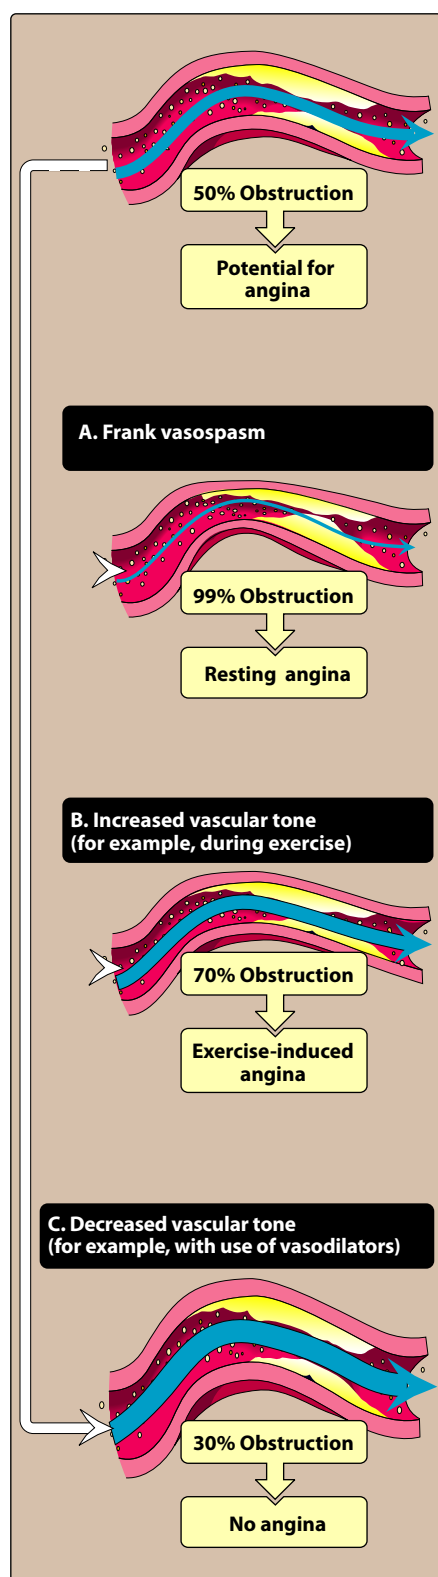 50% Obstruction
Potential for
angina
A. Frank vasospasm
99% Obstruction
Resting angina
B. Increased vascular tone
(for example, during exercise)
70% Obstruction
Exercise-induced
angina
C. Decreased vascular tone
(for example, with use of vasodilators)
30% Obstruction
No angina